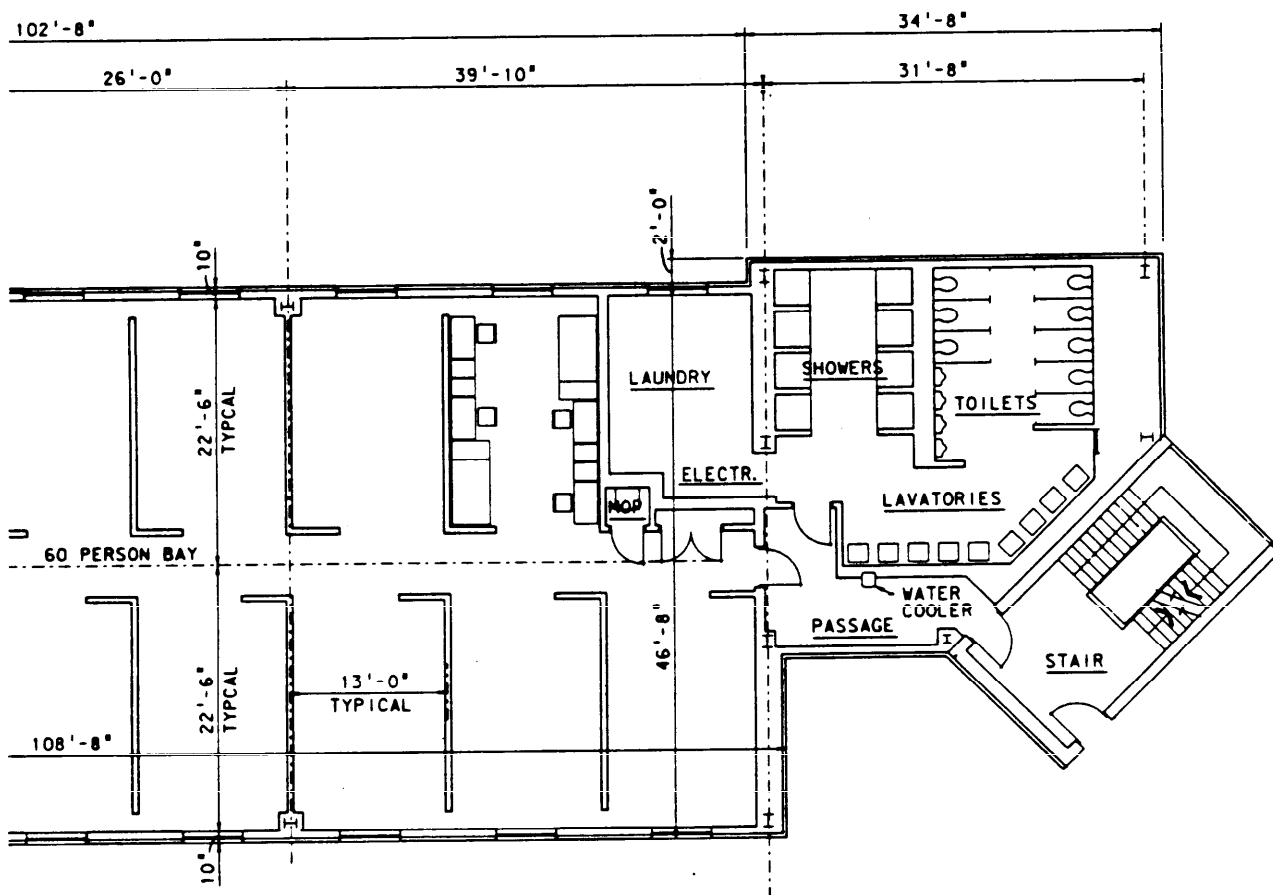 102'-8"
34'-8"
26'-0"
39'-10"
31'-8"
2'-0"
10"
22'-6"
TYPCAL
LAUNDRY
SHOWERS
TOILETS
ELECTR.
MOP
LAVATORIES
60 PERSON BAY
WATER
COOLER
PASSAGE
STAIR
46'-8"
22'-6"
TYPCAL
13'-0"
TYPICAL
108'-8"
10"